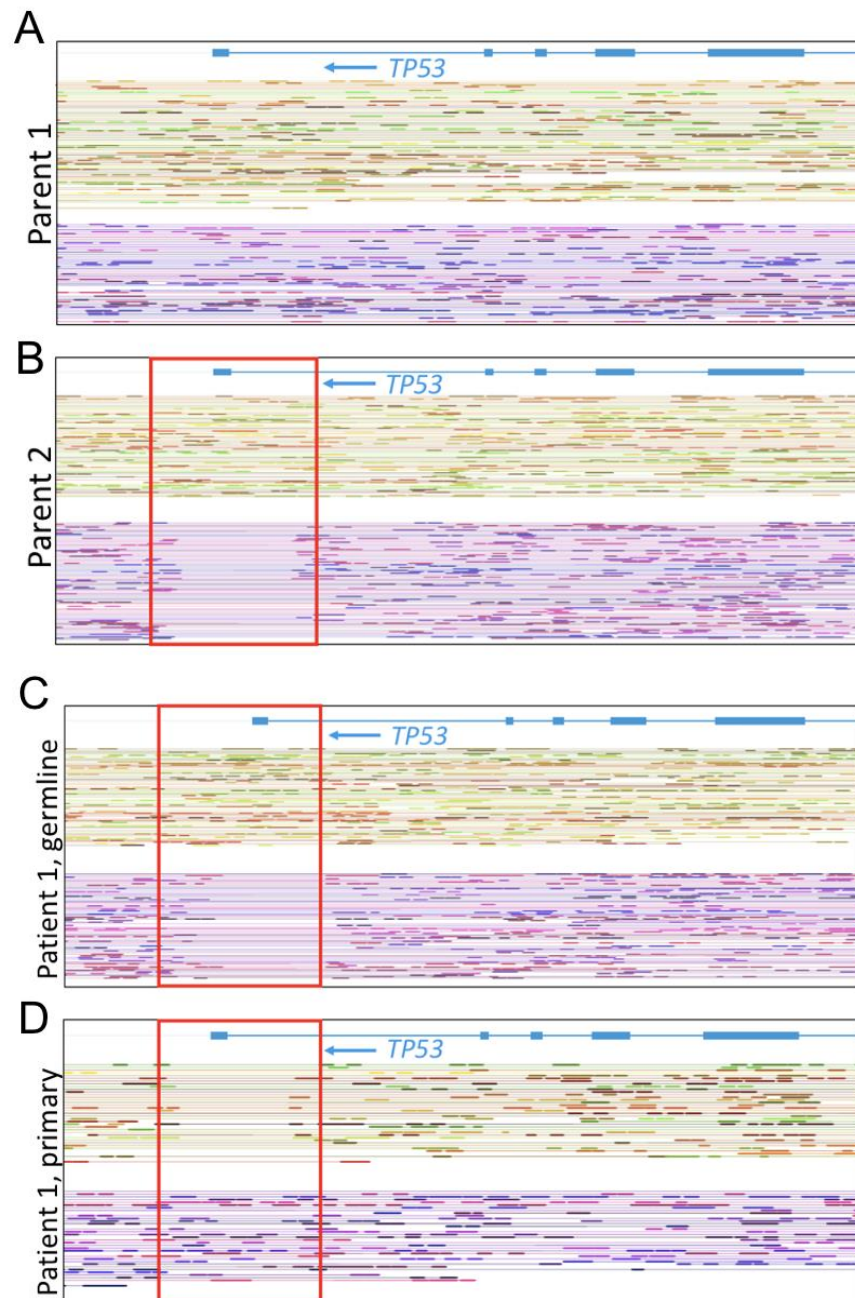 A
TP53
Parent 1
B
TP53
Parent 2
C
TP53
Patient 1, germline
D
TP53
Patient 1, primary